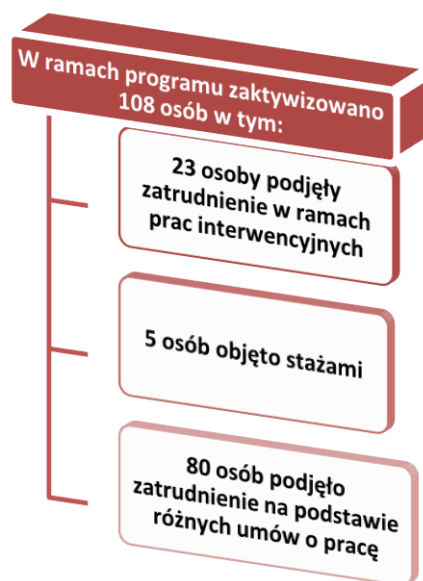 W ramach programu zaktywizowano
108 osób w tym:
23 osoby podjęły
zatrudnienie w ramach
prac interwencyjnych
5 osób objęto stażami
80 osób podjęło
zatrudnienie na podstawie
różnych umów o pracę